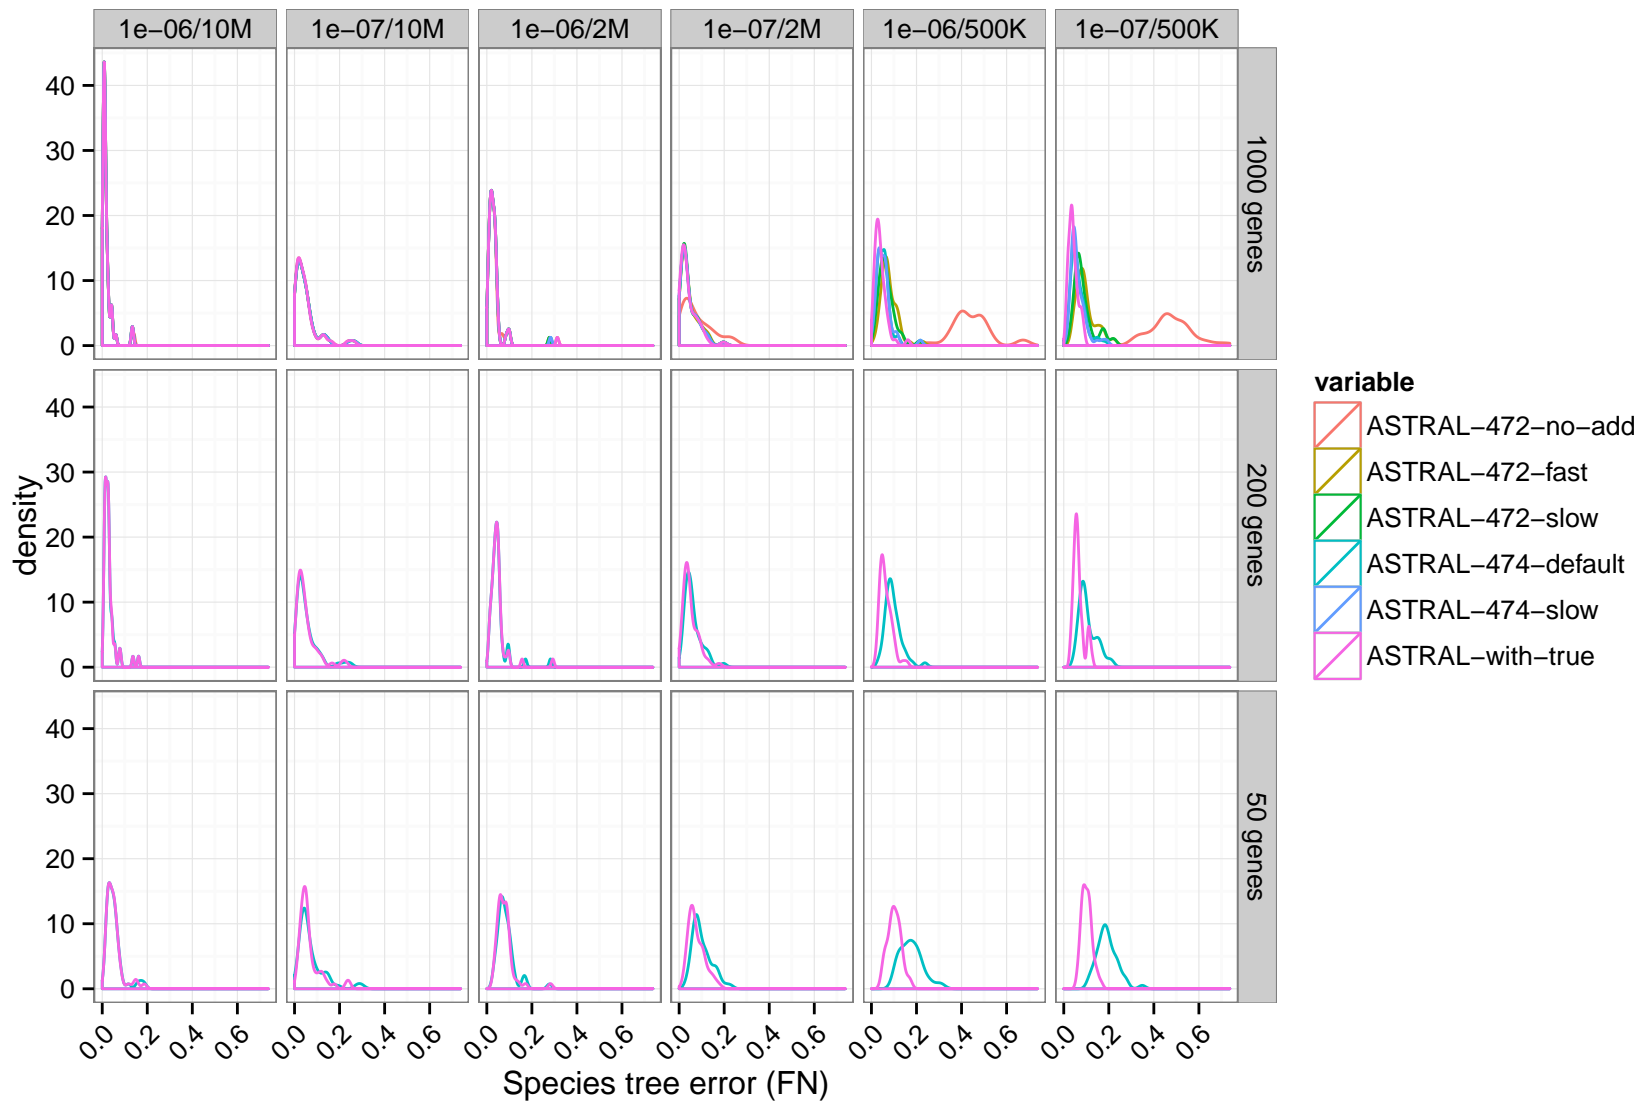 1e−06/10M 1e−07/10M 1e−06/2M 1e−07/2M 1e−06/500K 1e−07/500K
40
30
20
10
0
1000 genes
40
30
20
10
0
200 genes
40
30
20
10
0
50 genes
density
0.0 0.2 0.4 0.6 0.0 0.2 0.4 0.6 0.0 0.2 0.4 0.6 0.0 0.2 0.4 0.6 0.0 0.2 0.4 0.6 0.0 0.2 0.4 0.6
Species tree error (FN)
variable
ASTRAL−472−no−add
ASTRAL−472−fast
ASTRAL−472−slow
ASTRAL−474−default
ASTRAL−474−slow
ASTRAL−with−true